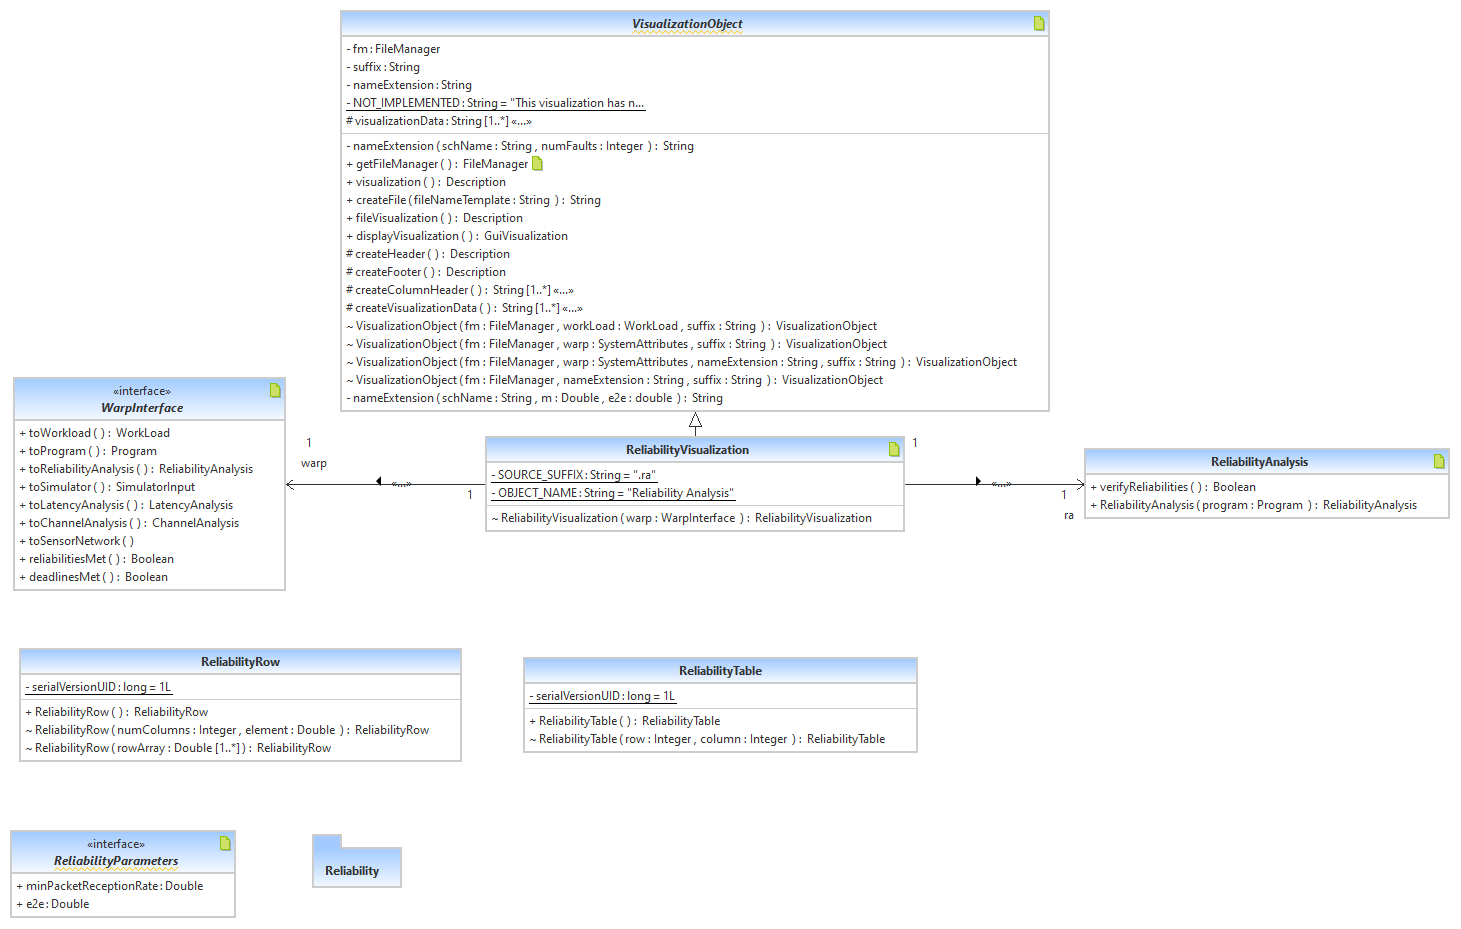 VisualizationObject
- fm : FileManager
- suffix : String
- nameExtension : String
- NOT_IMPLEMENTED : String = "This visualization has n...
# visualizationData : String [1..*] «...»
- nameExtension ( schName : String , numFaults : Integer ) : String
+ getFileManager ( ) : FileManager
+ visualization ( ) : Description
+ createFile ( fileNameTemplate : String ) : String
+ fileVisualization ( ) : Description
+ displayVisualization ( ) : GuiVisualization
# createHeader ( ) : Description
# createFooter ( ) : Description
# createColumnHeader ( ) : String [1..*] «...»
# createVisualizationData ( ) : String [1..*] «...»
~ VisualizationObject ( fm : FileManager , workLoad : WorkLoad , suffix : String ) : VisualizationObject
~ VisualizationObject ( fm : FileManager , warp : SystemAttributes , suffix : String ) : VisualizationObject
~ VisualizationObject ( fm : FileManager , warp : SystemAttributes , nameExtension : String , suffix : String ) : VisualizationObject
~ VisualizationObject ( fm : FileManager , nameExtension : String , suffix : String ) : VisualizationObject
- nameExtension ( schName : String , m : Double , e2e : double ) : String
«interface»
WarpInterface
+ toWorkload ( ) : WorkLoad
+ toProgram ( ) : Program
+ toReliabilityAnalysis ( ) : ReliabilityAnalysis
+ toSimulator ( ) : SimulatorInput
+ toLatencyAnalysis ( ) : LatencyAnalysis
+ toChannelAnalysis ( ) : ChannelAnalysis
+ toSensorNetwork ( )
+ reliabilitiesMet ( ) : Boolean
+ deadlinesMet ( ) : Boolean
1
warp
«...»
1
ReliabilityVisualization
- SOURCE_SUFFIX : String = ".ra"
- OBJECT_NAME : String = "Reliability Analysis"
~ ReliabilityVisualization ( warp : WarpInterface ) : ReliabilityVisualization
1
«...»
1
ra
ReliabilityAnalysis
+ verifyReliabilities ( ) : Boolean
+ ReliabilityAnalysis ( program : Program ) : ReliabilityAnalysis
ReliabilityRow
- serialVersionUID : long = 1L
+ ReliabilityRow ( ) : ReliabilityRow
~ ReliabilityRow ( numColumns : Integer , element : Double ) : ReliabilityRow
~ ReliabilityRow ( rowArray : Double [1..*] ) : ReliabilityRow
ReliabilityTable
- serialVersionUID : long = 1L
+ ReliabilityTable ( ) : ReliabilityTable
~ ReliabilityTable ( row : Integer , column : Integer ) : ReliabilityTable
«interface»
ReliabilityParameters
+ minPacketReceptionRate : Double
+ e2e : Double
Reliability